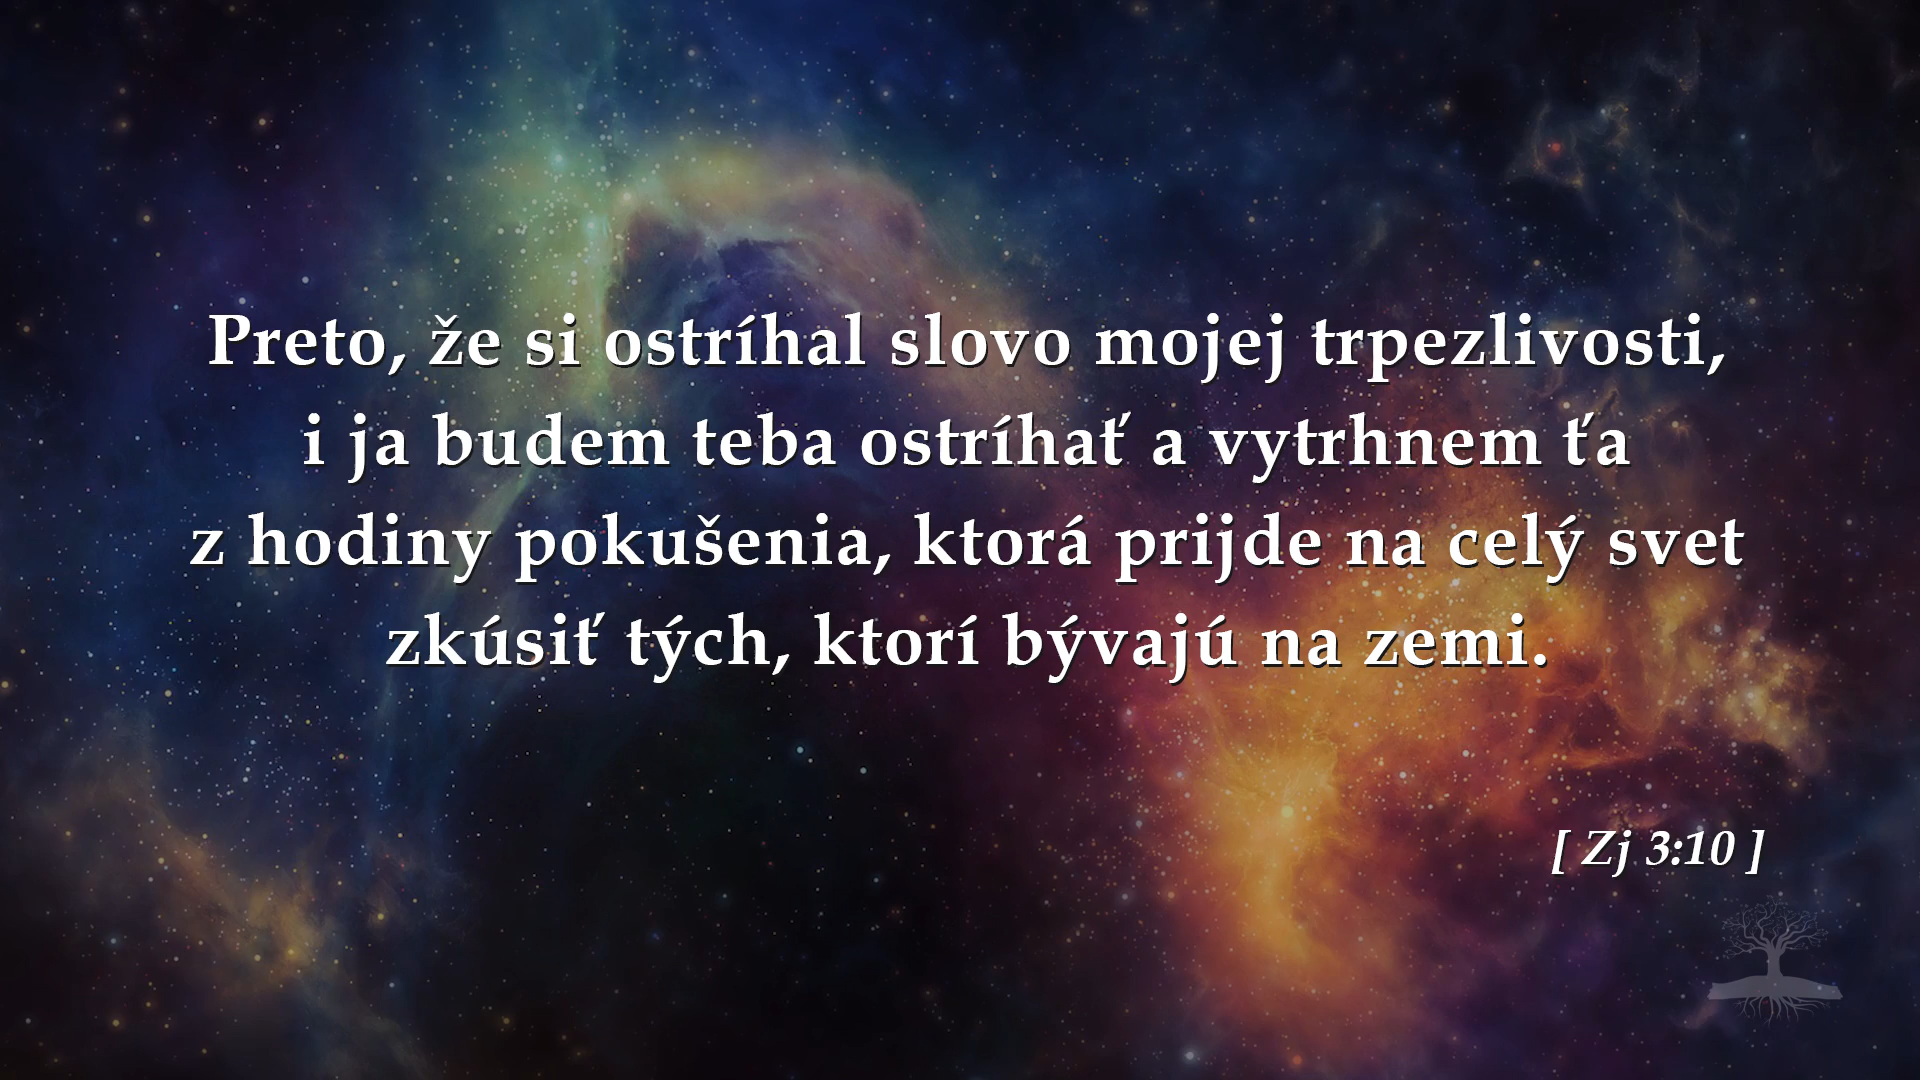 Preto, že si ostríhal slovo mojej trpezlivosti,
i ja budem teba ostríhať a vytrhnem ťa
z hodiny pokušenia, ktorá prijde na celý svet
zkúsiť tých, ktorí bývajú na zemi.
[ Zj 3:10 ]